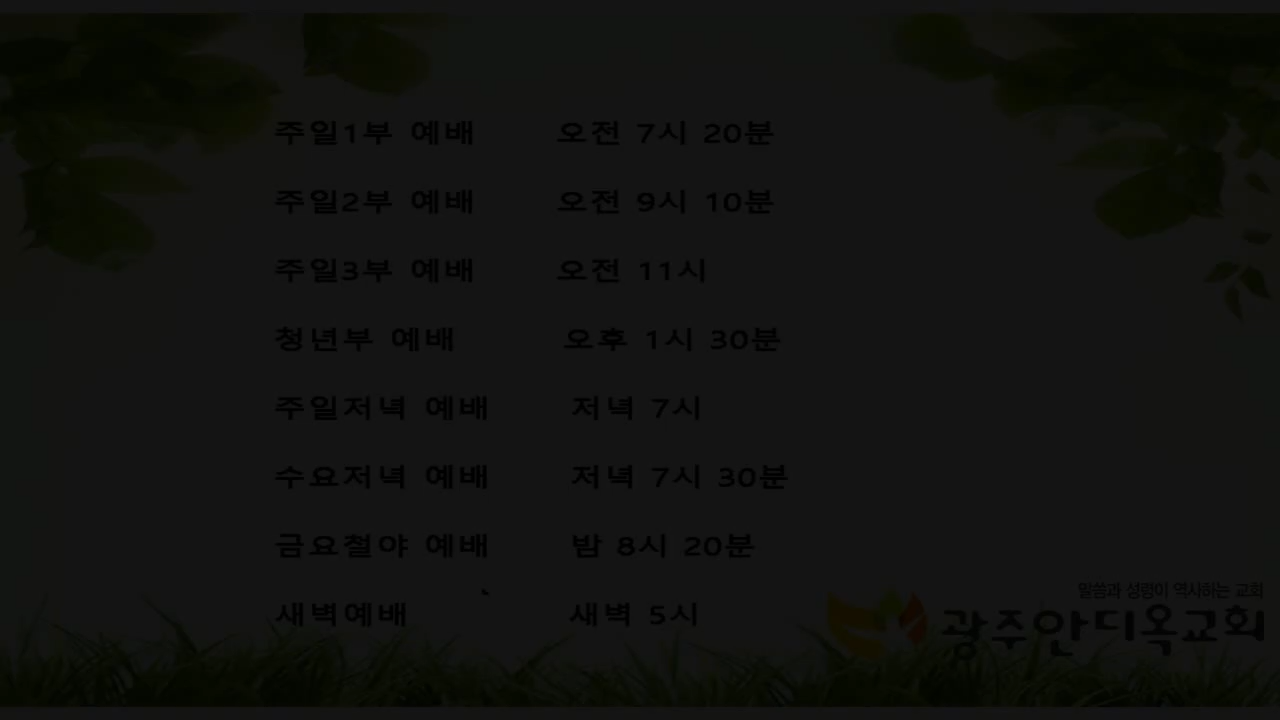 주일1부 예배 오전 7시 20분
주일2부 예배 오전 9시 10분
주일3부 예배 오전 11시
청년부 예배 오후 1시 30분
주일저녁 예배 저녁 7시
수요저녁 예배 저녁 7시 30분
금요철야 예배 밤 8시 20분
새벽예배 새벽 5시
말씀과 성령이 역사하는 교회
광주안디옥교회